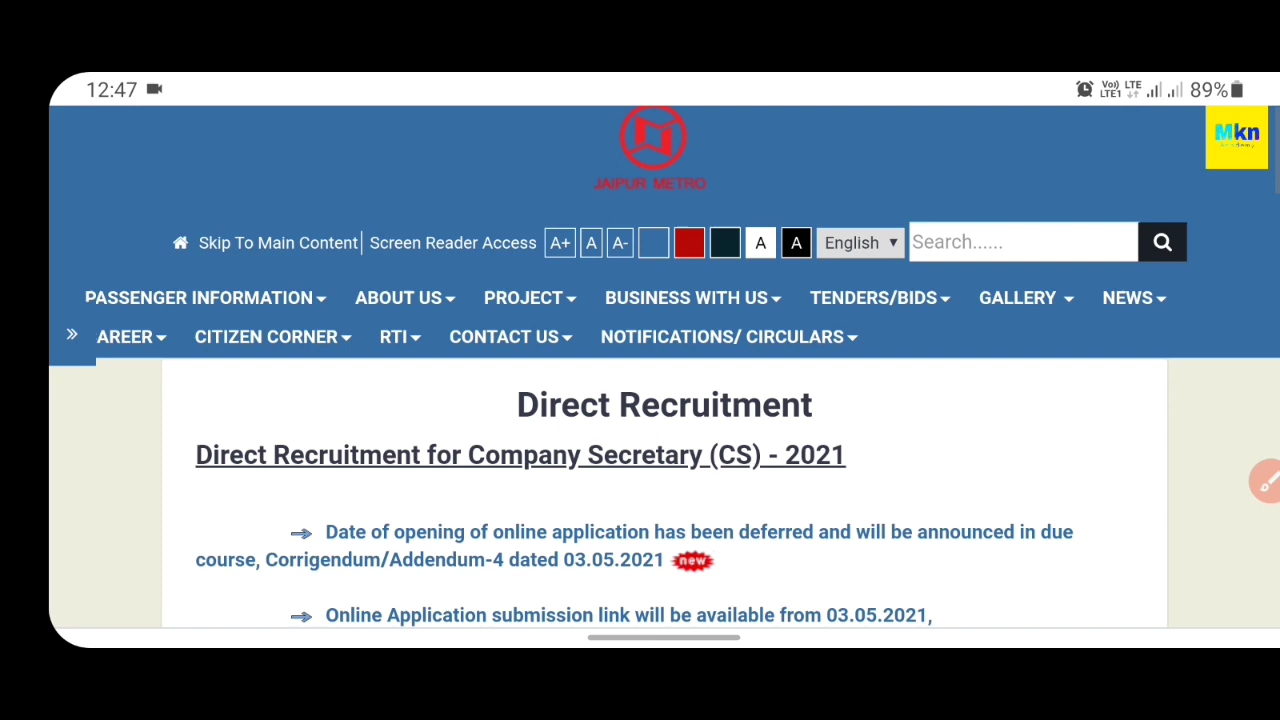 12:47
Vo) LTE
LTE1
89%
Mkn
Academy
JAIPUR METRO
Skip To Main Content
Screen Reader Access
A+ A A- A A
English
Search......
PASSENGER INFORMATION ABOUT US PROJECT BUSINESS WITH US TENDERS/BIDS GALLERY NEWS
» AREER CITIZEN CORNER RTI CONTACT US NOTIFICATIONS/ CIRCULARS
Direct Recruitment
Direct Recruitment for Company Secretary (CS) - 2021
⇒ Date of opening of online application has been deferred and will be announced in due
course, Corrigendum/Addendum-4 dated 03.05.2021 new
⇒ Online Application submission link will be available from 03.05.2021,